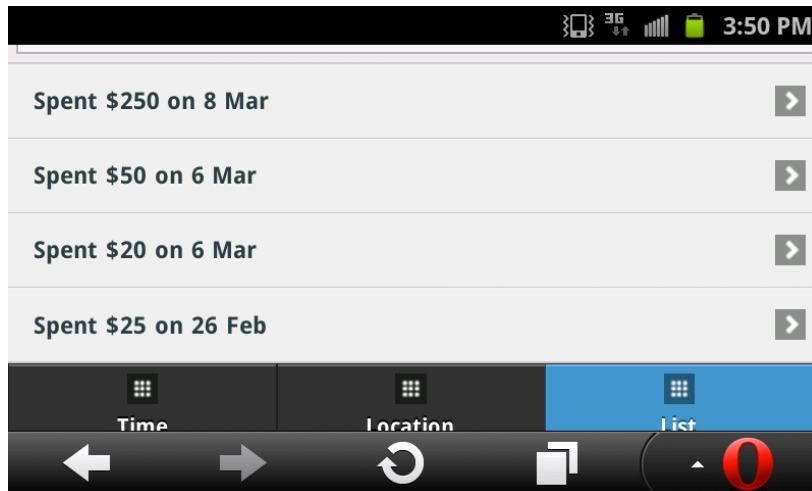 3G
3:50 PM
Spent $250 on 8 Mar
Spent $50 on 6 Mar
Spent $20 on 6 Mar
Spent $25 on 26 Feb
Time
Location
List